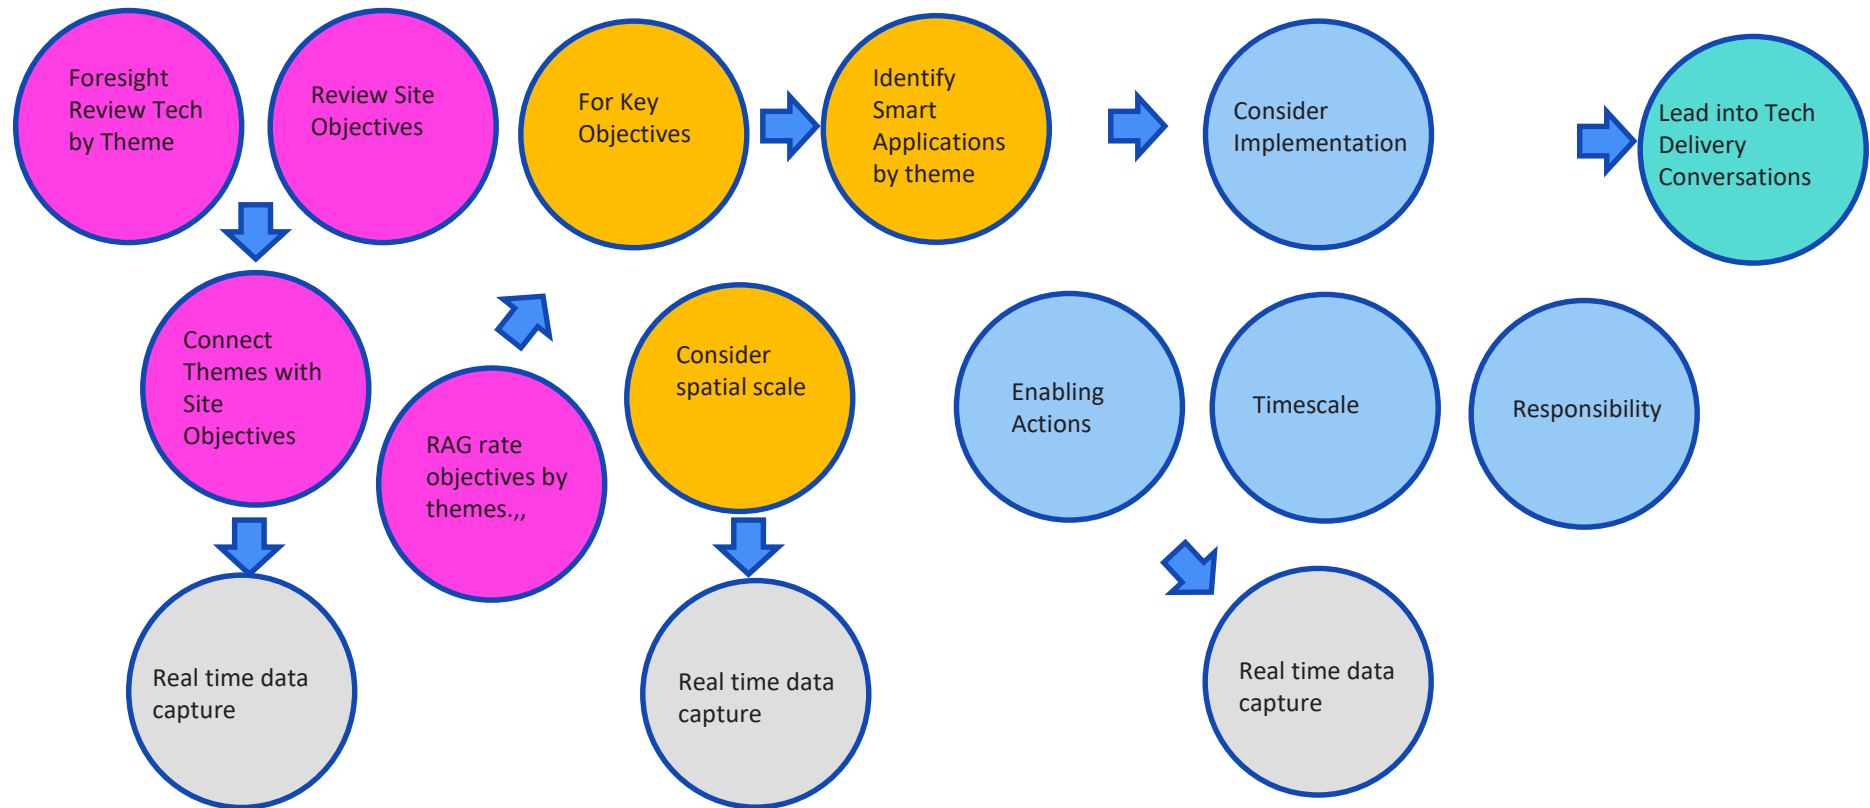 Foresight
Review Tech
by Theme
Review Site
Objectives
For Key
Objectives
Identify
Smart
Applications
by theme
Consider
Implementation
Lead into Tech
Delivery
Conversations
Connect
Themes with
Site
Objectives
RAG rate
objectives by
themes.,,
Consider
spatial scale
Enabling
Actions
Timescale
Responsibility
Real time data
capture
Real time data
capture
Real time data
capture